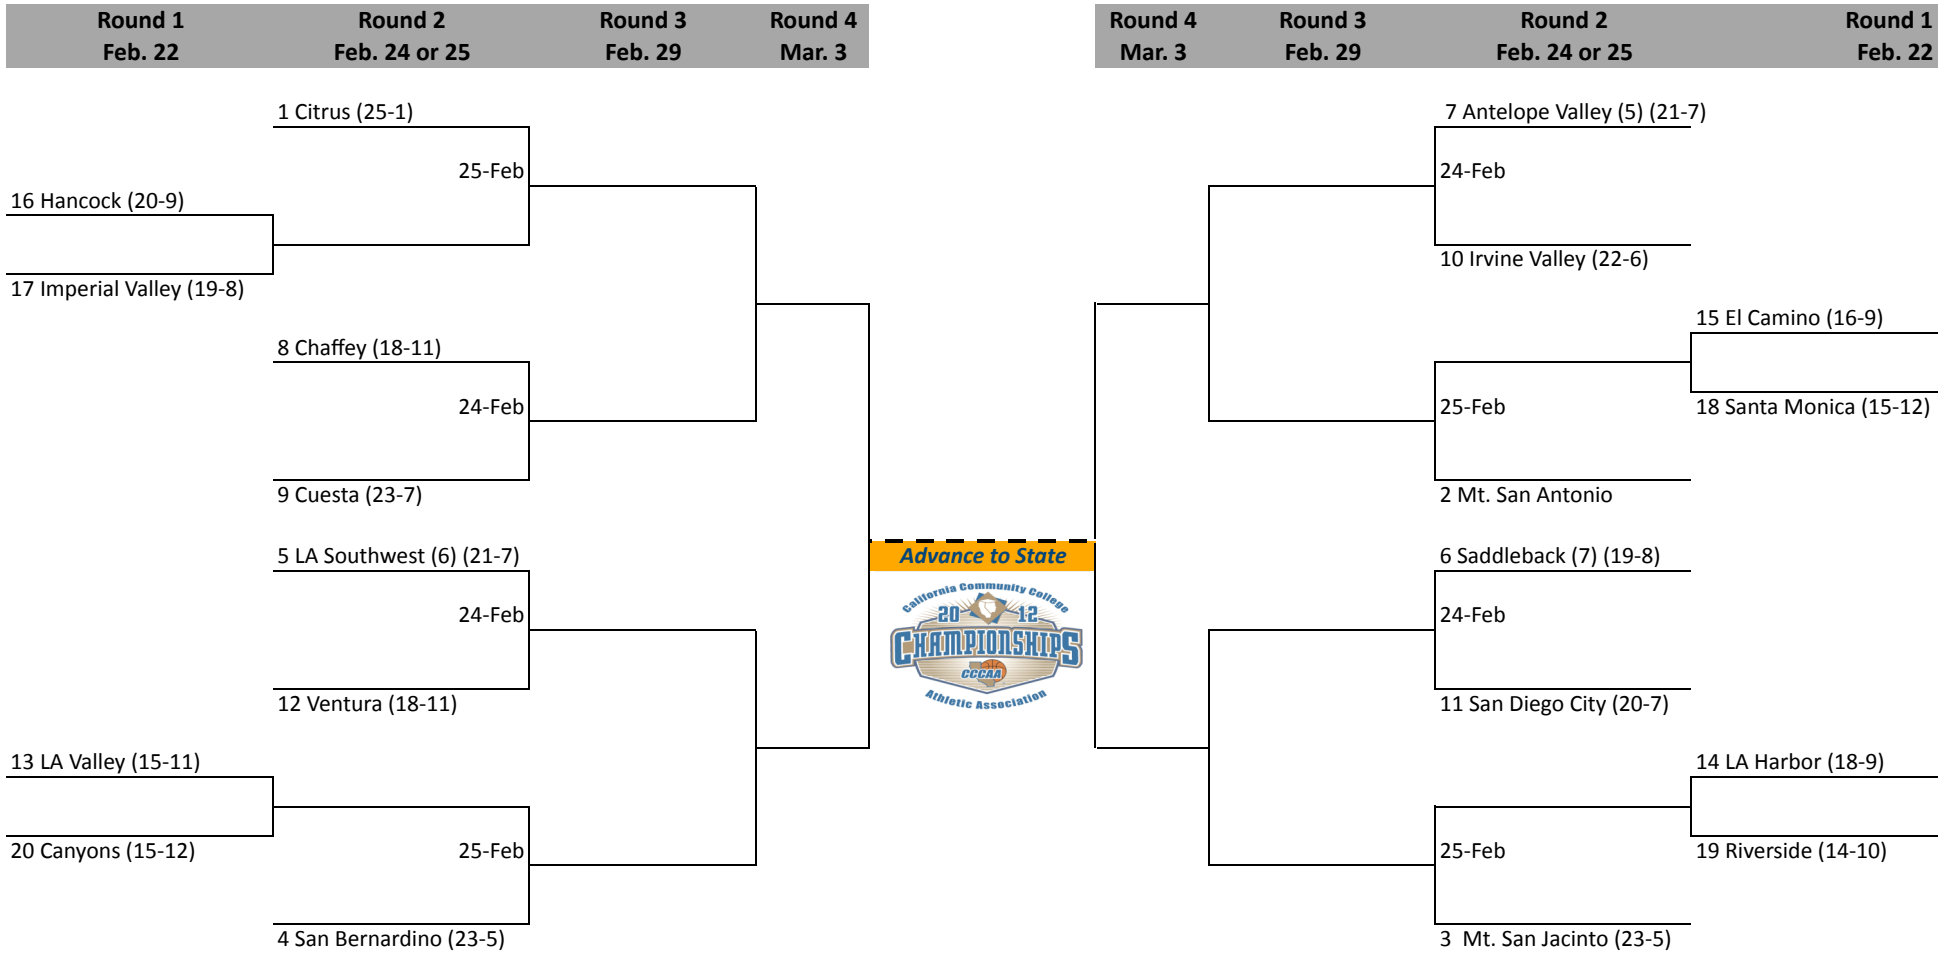 Round 1 Round 2 Round 3 Round 4 Round 4 Round 3 Round 2 Round 1
Feb. 22 Feb. 24 or 25 Feb. 29 Mar. 3 Mar. 3 Feb. 29 Feb. 24 or 25 Feb. 22
1 Citrus (25-1)
25-Feb
16 Hancock (20-9)
17 Imperial Valley (19-8)
8 Chaffey (18-11)
24-Feb
9 Cuesta (23-7)
5 LA Southwest (6) (21-7)
24-Feb
12 Ventura (18-11)
13 LA Valley (15-11)
20 Canyons (15-12)
25-Feb
4 San Bernardino (23-5)
Advance to State
California Community College
20 12
CHAMPIONSHIPS
CCCAA
Athletic Association
7 Antelope Valley (5) (21-7)
24-Feb
10 Irvine Valley (22-6)
15 El Camino (16-9)
25-Feb
18 Santa Monica (15-12)
2 Mt. San Antonio
6 Saddleback (7) (19-8)
24-Feb
11 San Diego City (20-7)
14 LA Harbor (18-9)
25-Feb
19 Riverside (14-10)
3 Mt. San Jacinto (23-5)